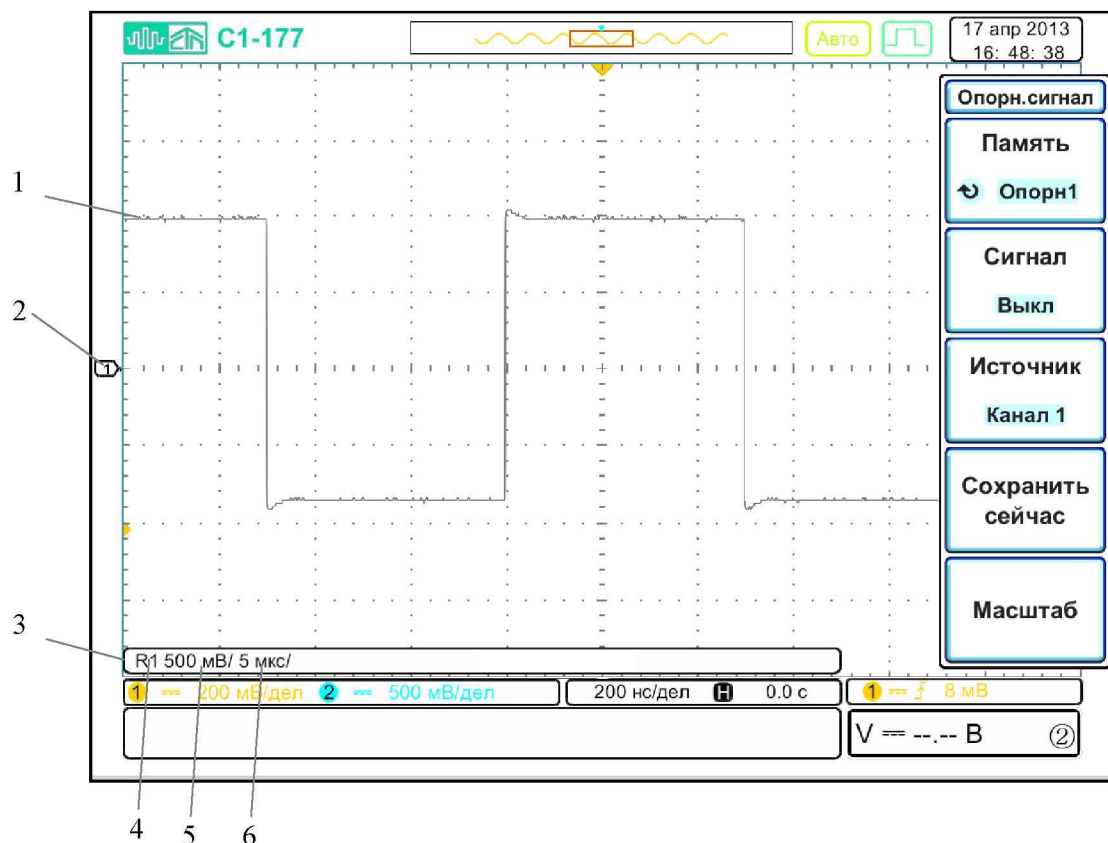 С1-177
Авто
17 апр 2013
16: 48: 38
Опорн.сигнал
Память
Опорн1
Сигнал
Выкл
Источник
Канал 1
Сохранить
сейчас
Масштаб
1
2
1
3
R1 500 мВ/ 5 мкс/
1 200 мВ/дел 2 500 мВ/дел 200 нс/дел H 0.0 с 1 8 мВ
V --.-- В ②
4 5 6